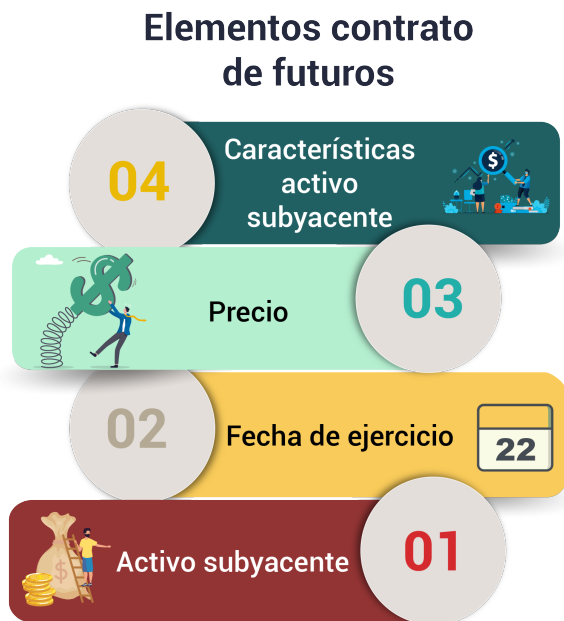 Elementos contrato
de futuros
04
Características
activo
subyacente
$
$
Precio
03
02
Fecha de ejercicio
22
$
Activo subyacente
01